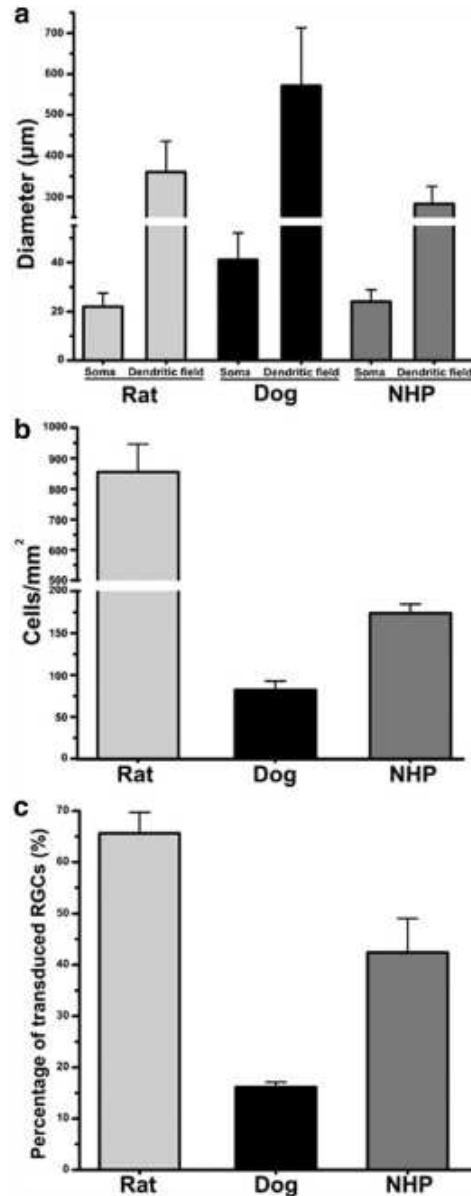 a
Diameter (μm)
700
600
500
400
300
40
20
0
Soma Dendritic field Soma Dendritic field Soma Dendritic field
Rat Dog NHP
b
Cells/mm²
1000
900
800
700
600
500
200
150
100
50
0
Rat Dog NHP
c
Percentage of transduced RGCs (%)
70
60
50
40
30
20
10
0
Rat Dog NHP